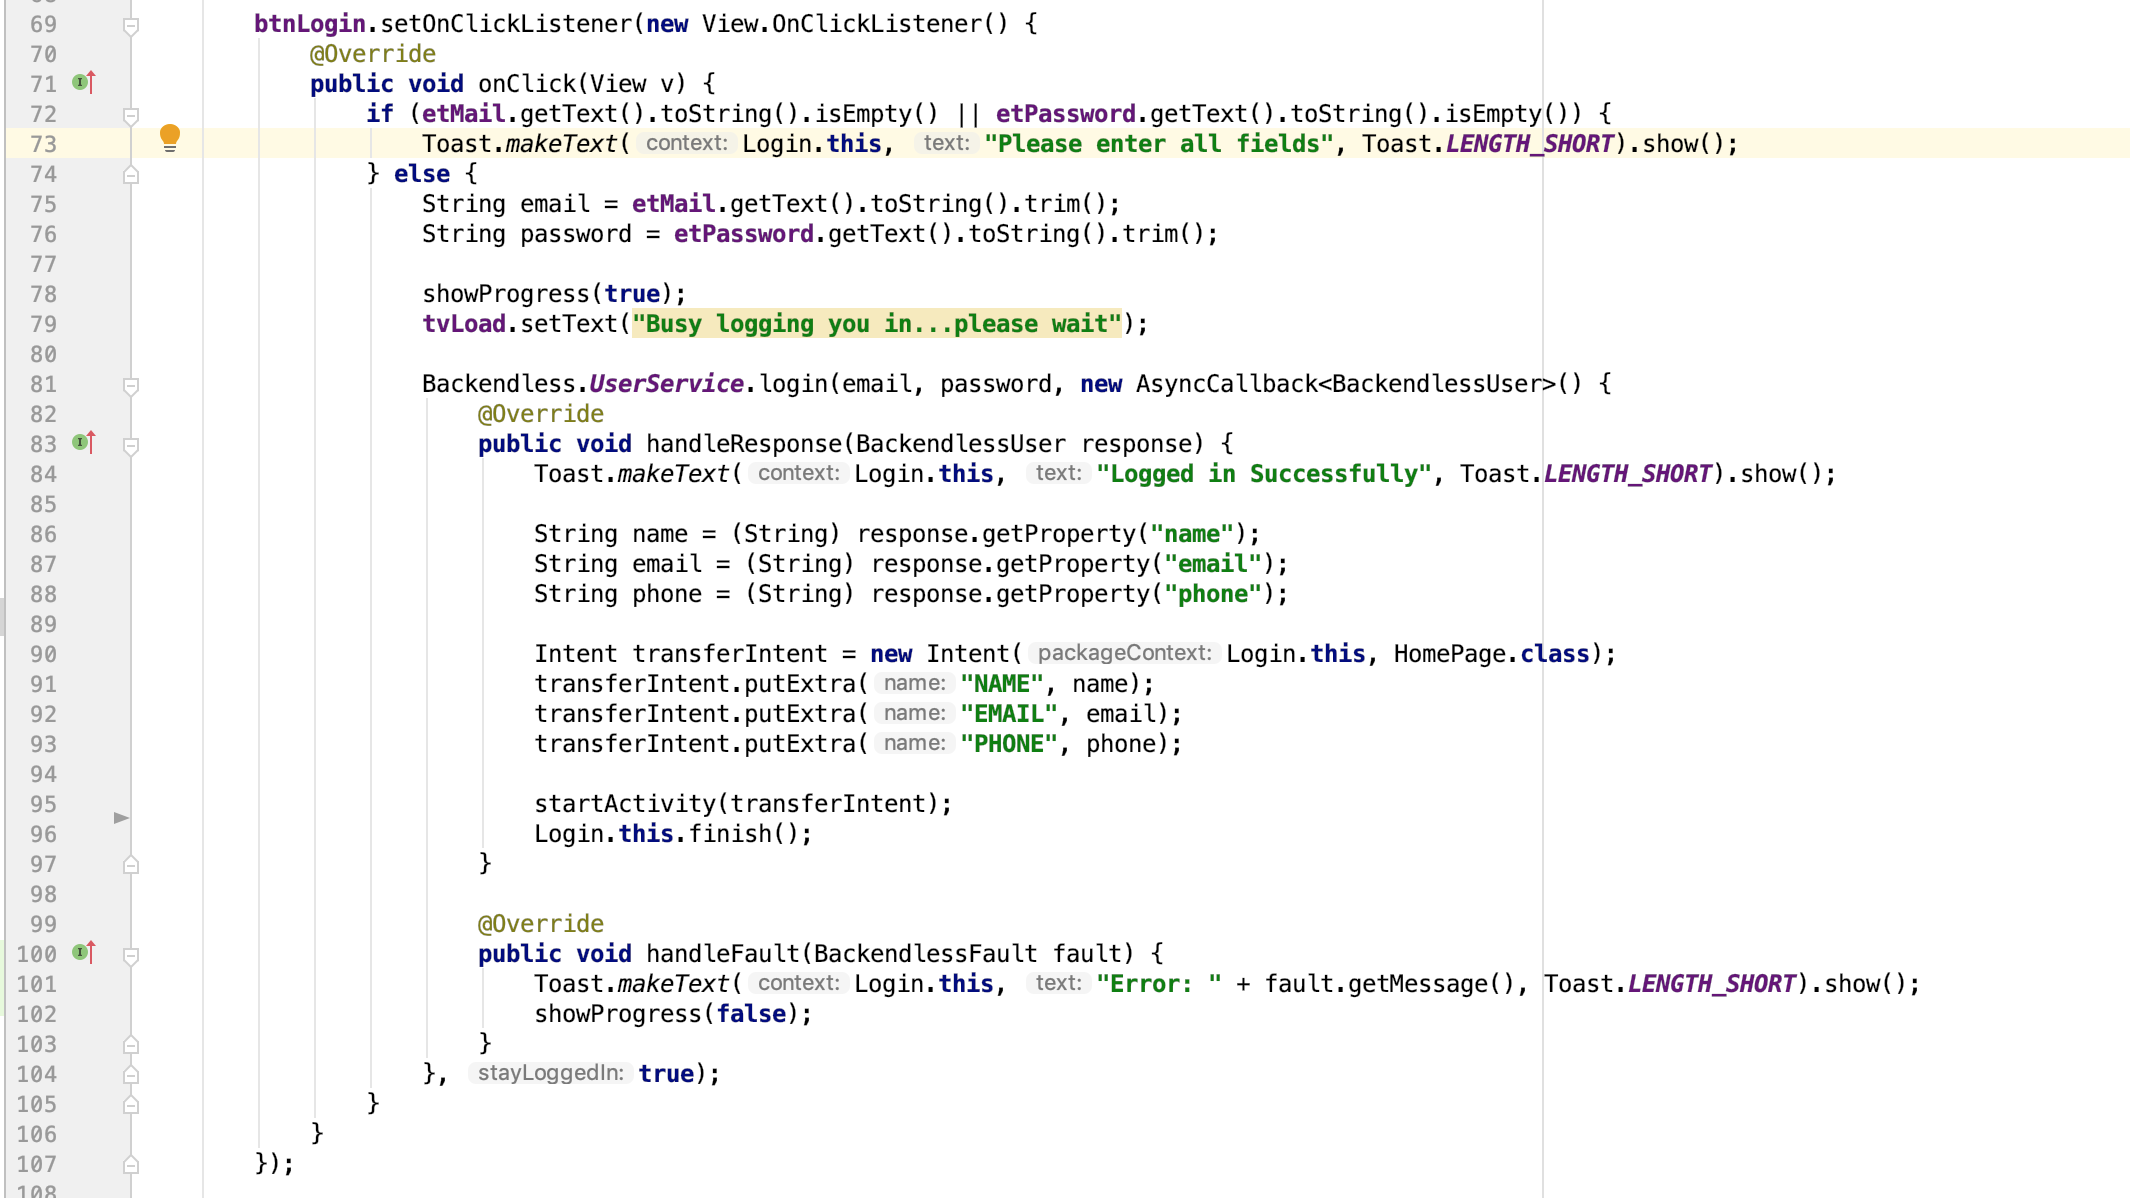 69 btnLogin.setOnClickListener(new View.OnClickListener() {
70 @Override
71 public void onClick(View v) {
72 if (etMail.getText().toString().isEmpty() || etPassword.getText().toString().isEmpty()) {
73 Toast.makeText( context: Login.this, text: "Please enter all fields", Toast.LENGTH_SHORT).show();
74 } else {
75 String email = etMail.getText().toString().trim();
76 String password = etPassword.getText().toString().trim();
77
78 showProgress(true);
79 tvLoad.setText("Busy logging you in...please wait");
80
81 Backendless.UserService.login(email, password, new AsyncCallback<BackendlessUser>() {
82 @Override
83 public void handleResponse(BackendlessUser response) {
84 Toast.makeText( context: Login.this, text: "Logged in Successfully", Toast.LENGTH_SHORT).show();
85
86 String name = (String) response.getProperty("name");
87 String email = (String) response.getProperty("email");
88 String phone = (String) response.getProperty("phone");
89
90 Intent transferIntent = new Intent( packageContext: Login.this, HomePage.class);
91 transferIntent.putExtra( name: "NAME", name);
92 transferIntent.putExtra( name: "EMAIL", email);
93 transferIntent.putExtra( name: "PHONE", phone);
94
95 startActivity(transferIntent);
96 Login.this.finish();
97 }
98
99 @Override
100 public void handleFault(BackendlessFault fault) {
101 Toast.makeText( context: Login.this, text: "Error: " + fault.getMessage(), Toast.LENGTH_SHORT).show();
102 showProgress(false);
103 }
104 }, stayLoggedIn: true);
105 }
106 }
107 });
108